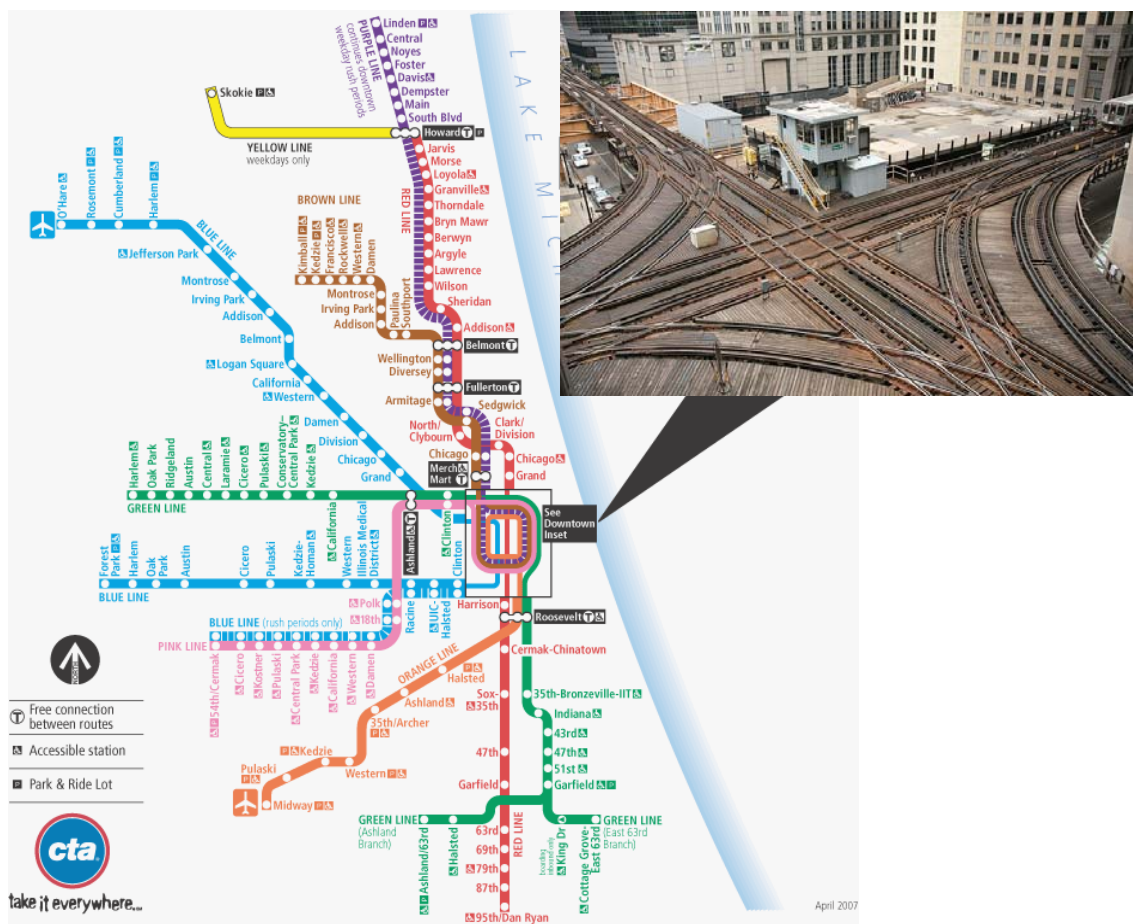 Linden
Central
Noyes
Foster
Davis
Dempster
Main
South Blvd
PURPLE LINE
continues downtown
weekday rush periods
LAKE MICH
Skokie
YELLOW LINE
weekdays only
Howard T
Jarvis
Morse
Loyola
Granville
Thorndale
Bryn Mawr
Berwyn
Argyle
Lawrence
Wilson
Sheridan
Addison
RED LINE
Belmont T
Wellington
Diversey
Fullerton T
Armitage
Sedgwick
North/
Clybourn
Clark/
Division
Chicago
Chicago
Merch
Mart T
Grand
BROWN LINE
Kimball
Kedzie
Francisco
Rockwell
Western
Damen
Montrose
Irving Park
Addison
Paulina
Southport
O'Hare
Rosemont
Cumberland
Harlem
BLUE LINE
Jefferson Park
Montrose
Irving Park
Addison
Belmont
Logan Square
California
Western
Damen
Division
Chicago
Grand
Harlem
Oak Park
Ridgeland
Austin
Central
Laramie
Cicero
Pulaski
Conservatory–
Central Park
Kedzie
GREEN LINE
California
Ashland T
Clinton
See
Downtown
Inset
Forest
Park
Harlem
Oak
Park
Austin
Cicero
Pulaski
Kedzie-
Homan
Western
Illinois Medical
District
Clinton
BLUE LINE
Polk
18th
Racine
UIC-
Halsted
Harrison
Roosevelt T
BLUE LINE (rush periods only)
PINK LINE
54th/Cermak
Cicero
Kostner
Pulaski
Central Park
Kedzie
California
Western
Damen
ORANGE LINE
Halsted
Ashland
35th/Archer
Kedzie
Western
Pulaski
Midway
Cermak-Chinatown
Sox-
35th
47th
Garfield
63rd
69th
79th
87th
95th/Dan Ryan
RED LINE
35th-Bronzeville-IIT
Indiana
43rd
47th
51st
Garfield
GREEN LINE
(Ashland
Branch)
Ashland/63rd
Halsted
boarding
inbound only
King Dr
Cottage Grove-
East 63rd
GREEN LINE
(East 63rd
Branch)
NORTH
T Free connection
between routes
Accessible station
P Park & Ride Lot
cta
take it everywhere...
April 2007